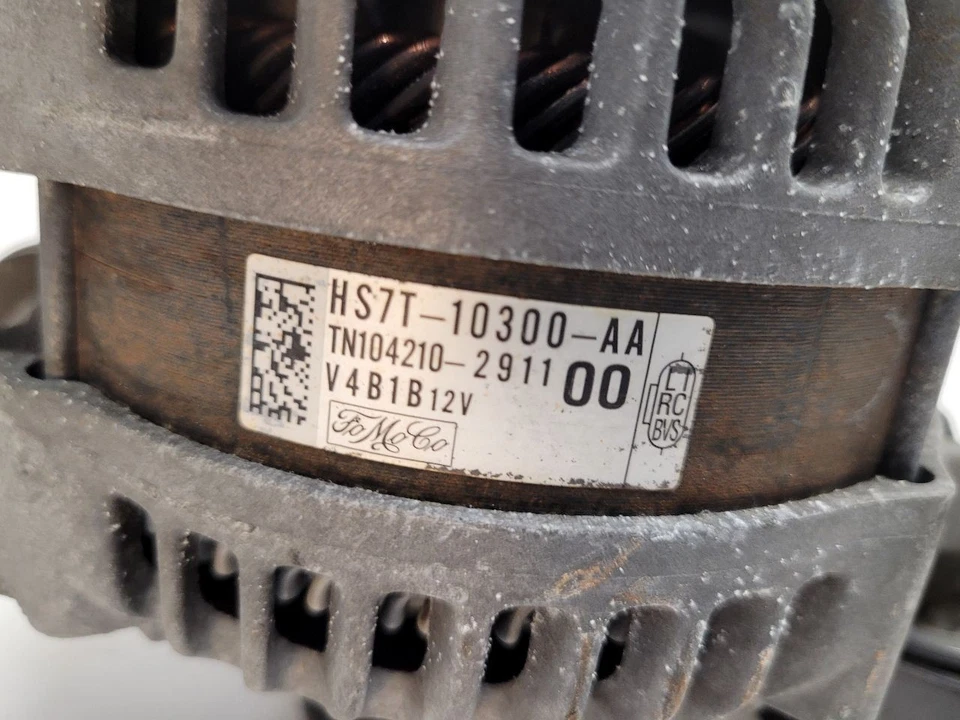 HS7T-10300-AA
TN104210-2911 00
V4B1B 12V
FoMoCo
LT
RC
BVS